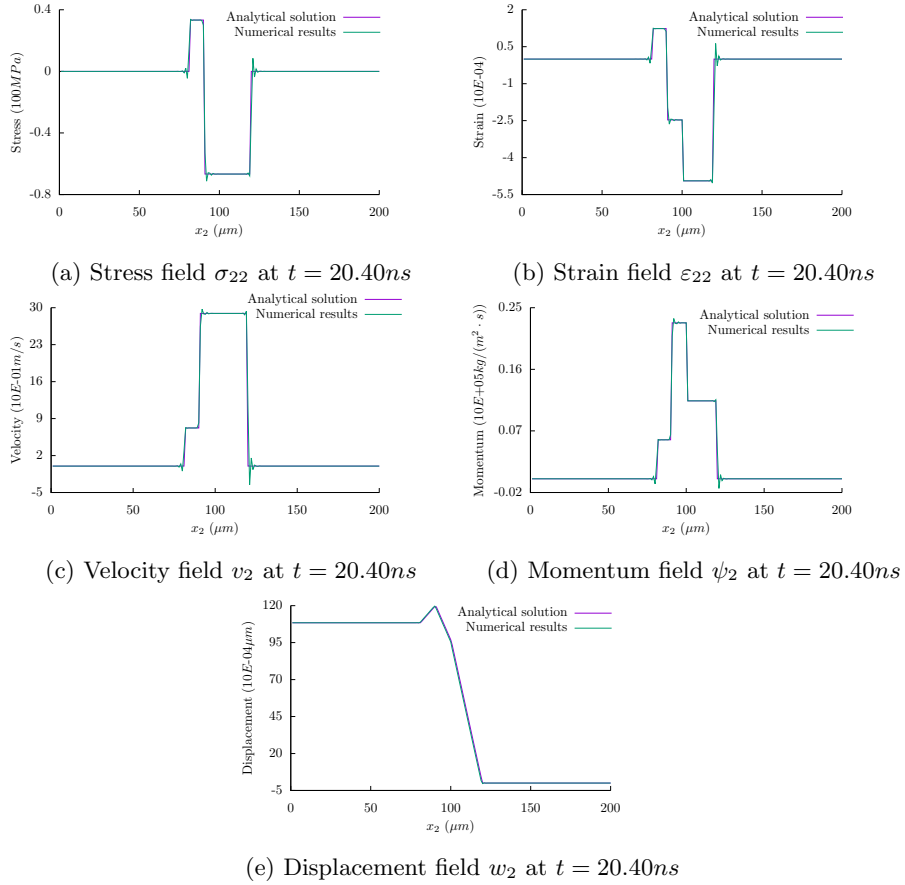 0.4
0
-0.4
-0.8
0 50 100 150 200
Stress (100MPa)
x₂ (μm)
Analytical solution
Numerical results
2
0.5
-1
-2.5
-4
-5.5
0 50 100 150 200
Strain (10E-04)
x₂ (μm)
Analytical solution
Numerical results
(a) Stress field σ₂₂ at t = 20.40ns
(b) Strain field ε₂₂ at t = 20.40ns
30
23
16
9
2
-5
0 50 100 150 200
Velocity (10E-01m/s)
x₂ (μm)
Analytical solution
Numerical results
0.25
0.16
0.07
-0.02
0 50 100 150 200
Momentum (10E+05kg/(m² · s))
x₂ (μm)
Analytical solution
Numerical results
(c) Velocity field v₂ at t = 20.40ns
(d) Momentum field ψ₂ at t = 20.40ns
120
95
70
45
20
-5
0 50 100 150 200
Displacement (10E-04μm)
x₂ (μm)
Analytical solution
Numerical results
(e) Displacement field w₂ at t = 20.40ns